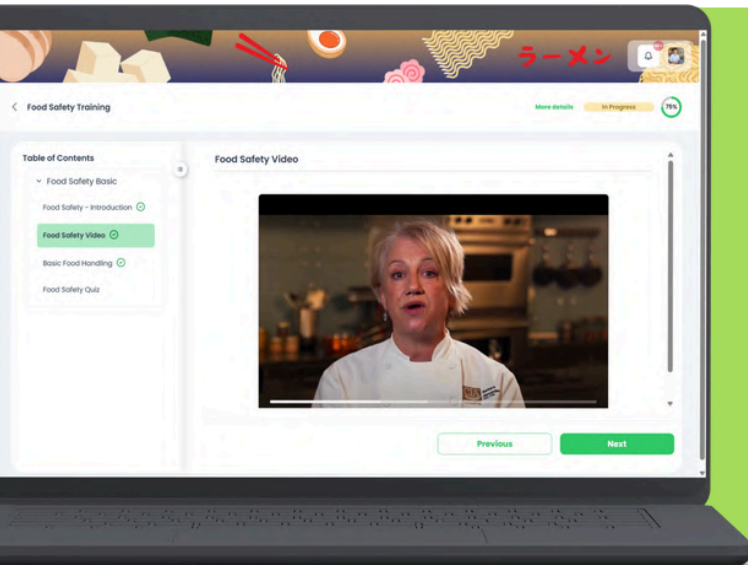 ラーメン
Food Safety Training
More details
In Progress
75%
Table of Contents
Food Safety Video
Food Safety Basic
Food Safety - Introduction
Food Safety Video
Basic Food Handling
Food Safety Quiz
CIA
Previous
Next